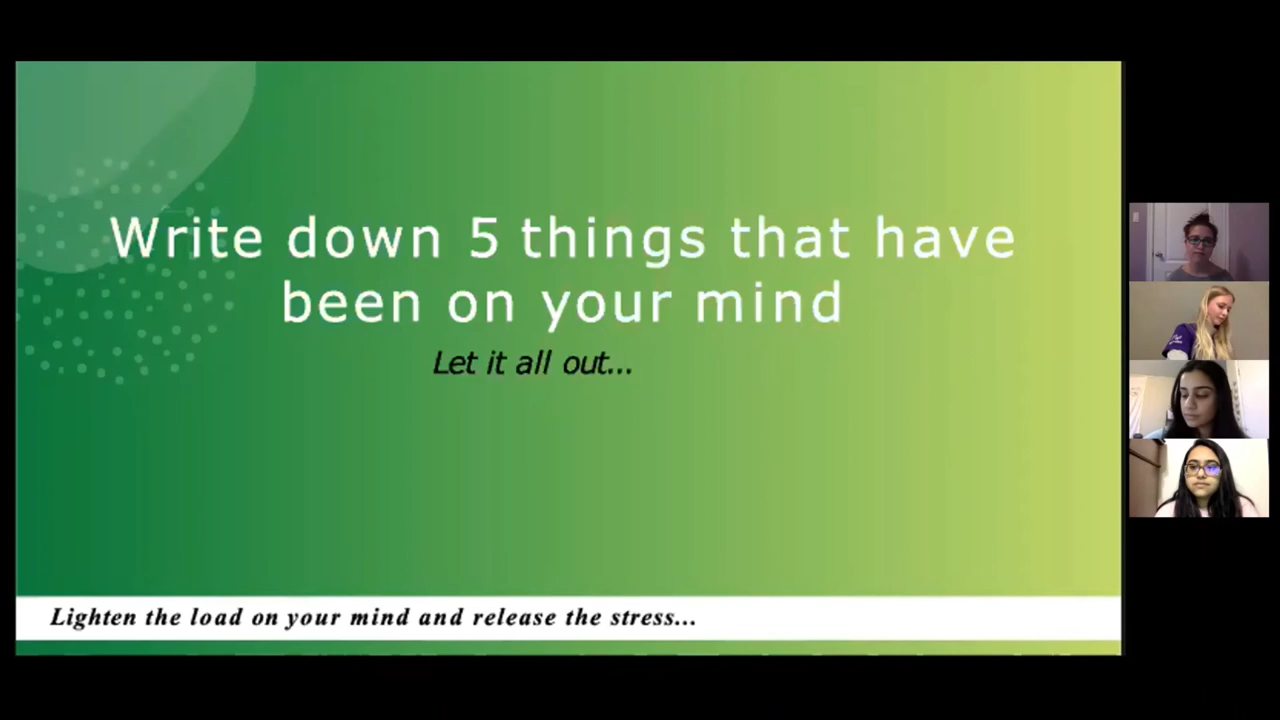 Write down 5 things that have
been on your mind
Let it all out...
Lighten the load on your mind and release the stress...